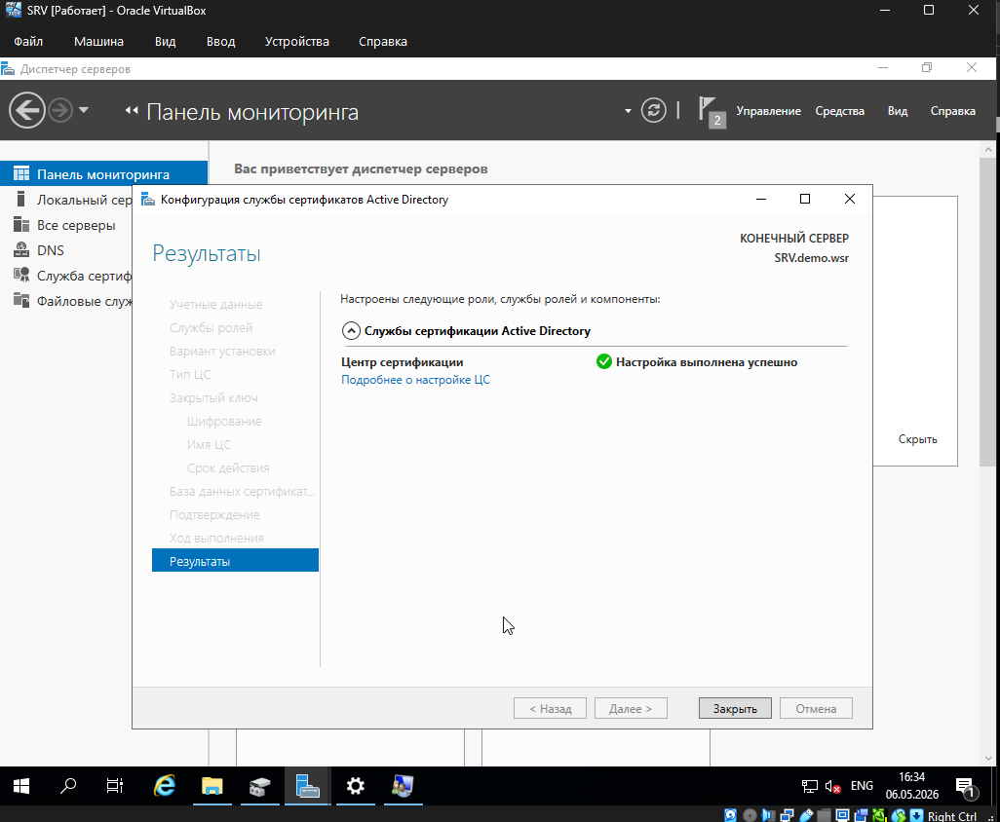 SRV [Работает] - Oracle VirtualBox
Файл Машина Вид Ввод Устройства Справка
Диспетчер серверов
Панель мониторинга
2
Управление Средства Вид Справка
Панель мониторинга
Локальный сер
Все серверы
DNS
Служба сертиф
Файловые служ
Вас приветствует диспетчер серверов
Конфигурация службы сертификатов Active Directory
Результаты
КОНЕЧНЫЙ СЕРВЕР
SRV.demo.wsr
Учетные данные
Службы ролей
Вариант установки
Тип ЦС
Закрытый ключ
Шифрование
Имя ЦС
Срок действия
База данных сертификат...
Подтверждение
Ход выполнения
Результаты
Настроены следующие роли, службы ролей и компоненты:
Службы сертификации Active Directory
Центр сертификации Настройка выполнена успешно
Подробнее о настройке ЦС
Скрыть
< Назад Далее > Закрыть Отмена
ENG
16:34
06.05.2026
1
Right Ctrl